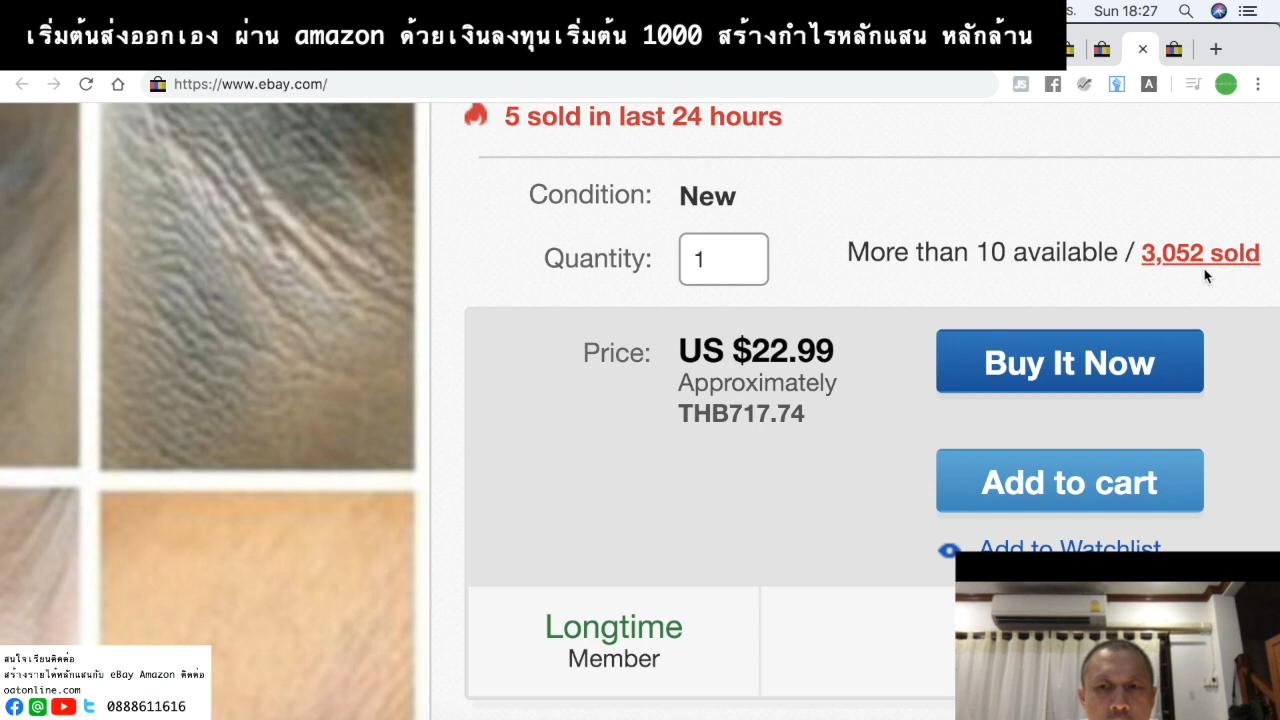 เริ่มต้นส่งออกเอง ผ่าน amazon ด้วยเงินลงทุนเริ่มต้น 1000 สร้างกำไรหลักแสน หลักล้าน
s. Sun 18:27
https://www.ebay.com/
JS
A
5 sold in last 24 hours
Condition: New
Quantity: 1
More than 10 available / 3,052 sold
Price: US $22.99
Approximately
THB717.74
Buy It Now
Add to cart
Add to Watchlist
Longtime
Member
สนใจเรียนติดต่อ
สร้างรายได้หลักแสนกับ eBay Amazon ติดต่อ
oatonline.com
0888611616